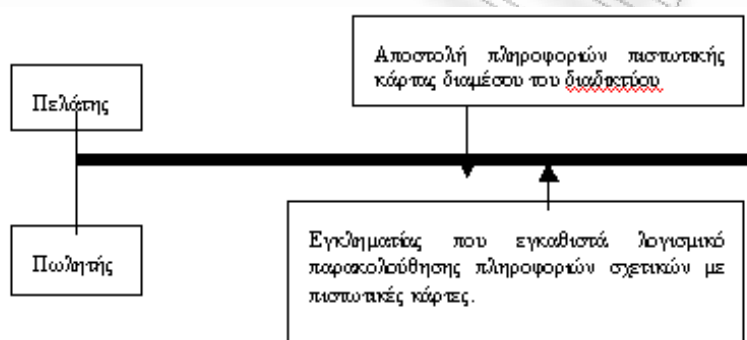 Αποστολή πληροφοριών πιστωτικής
κάρτας διαμέσου του διαδικτύου
Πελάτης
Πωλητής
Εγκληματίας που εγκαθιστά λογισμικό
παρακολούθησης πληροφοριών σχετικών με
πιστωτικές κάρτες.